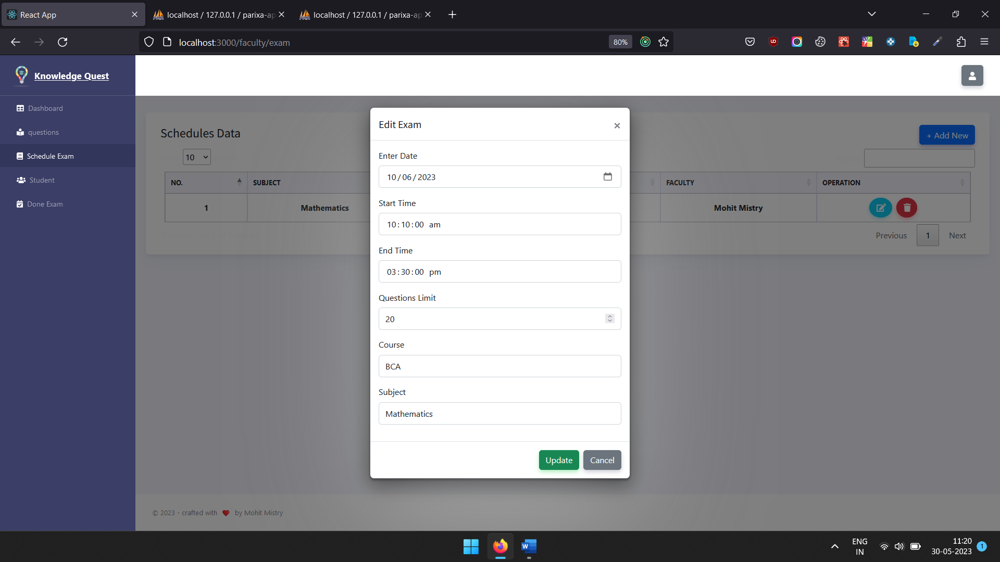 React App
localhost / 127.0.0.1 / parixa-ap
localhost / 127.0.0.1 / parixa-ap
localhost:3000/faculty/exam
80%
Knowledge Quest
Dashboard
questions
Schedule Exam
Student
Done Exam
Schedules Data
+ Add New
10
NO.
SUBJECT
FACULTY
OPERATION
1
Mathematics
Mohit Mistry
Previous
1
Next
Edit Exam
×
Enter Date
10/06/2023
Start Time
10:10:00 am
End Time
03:30:00 pm
Questions Limit
20
Course
BCA
Subject
Mathematics
Update
Cancel
© 2023 - crafted with ❤ by Mohit Mistry
ENG
IN
11:20
30-05-2023
1